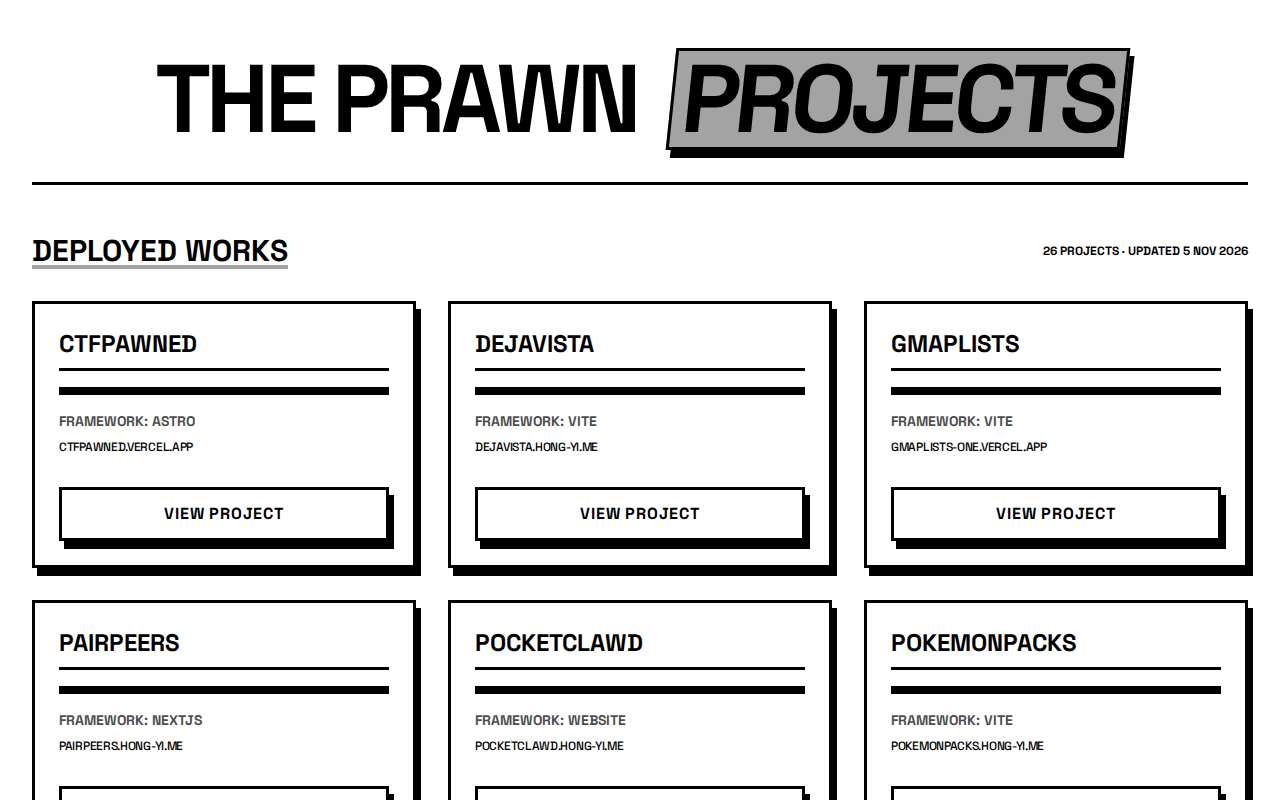 THE PRAWN PROJECTS
DEPLOYED WORKS
26 PROJECTS · UPDATED 5 NOV 2026
CTFPAWNED
FRAMEWORK: ASTRO
CTFPAWNED.VERCEL.APP
VIEW PROJECT
DEJAVISTA
FRAMEWORK: VITE
DEJAVISTA.HONG-YI.ME
VIEW PROJECT
GMAPLISTS
FRAMEWORK: VITE
GMAPLISTS-ONE.VERCEL.APP
VIEW PROJECT
PAIRPEERS
FRAMEWORK: NEXTJS
PAIRPEERS.HONG-YI.ME
POCKETCLAWD
FRAMEWORK: WEBSITE
POCKETCLAWD.HONG-YI.ME
POKEMONPACKS
FRAMEWORK: VITE
POKEMONPACKS.HONG-YI.ME